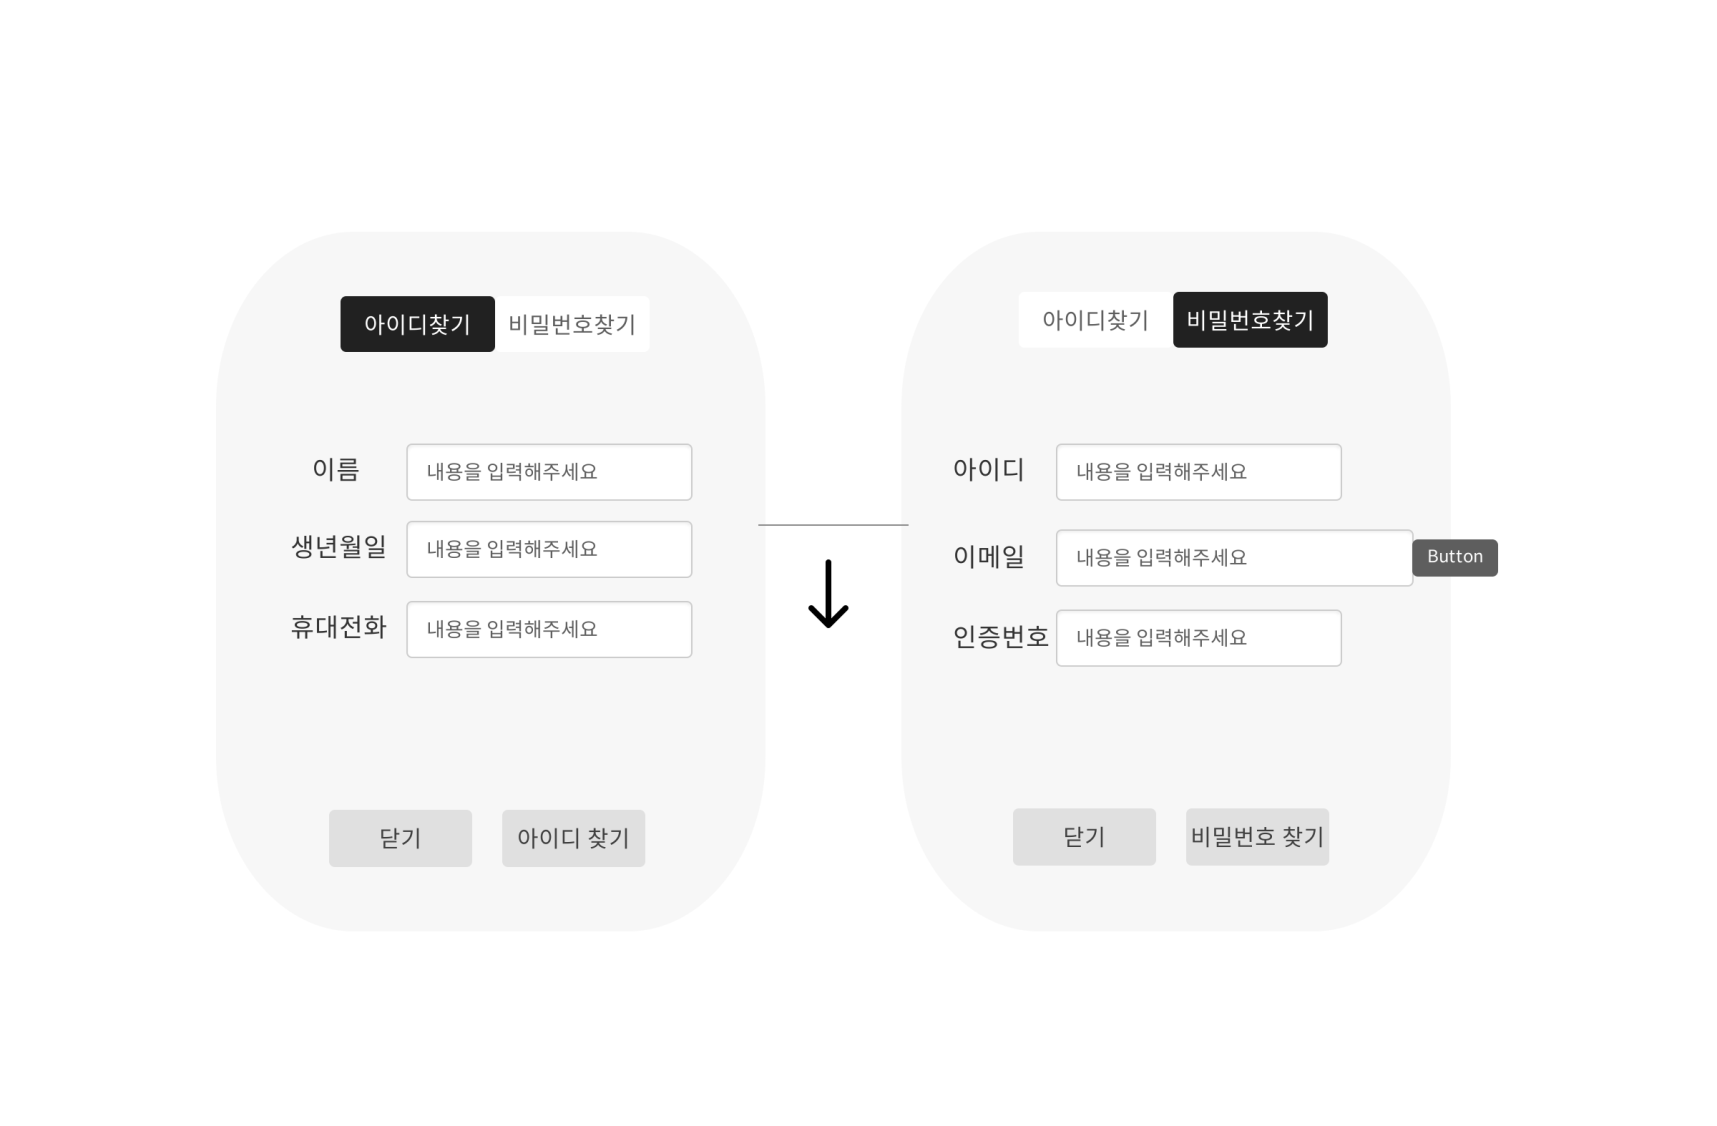 아이디찾기 비밀번호찾기
이름 내용을 입력해주세요
생년월일 내용을 입력해주세요
휴대전화 내용을 입력해주세요
닫기 아이디 찾기
아이디찾기 비밀번호찾기
아이디 내용을 입력해주세요
이메일 내용을 입력해주세요 Button
인증번호 내용을 입력해주세요
닫기 비밀번호 찾기